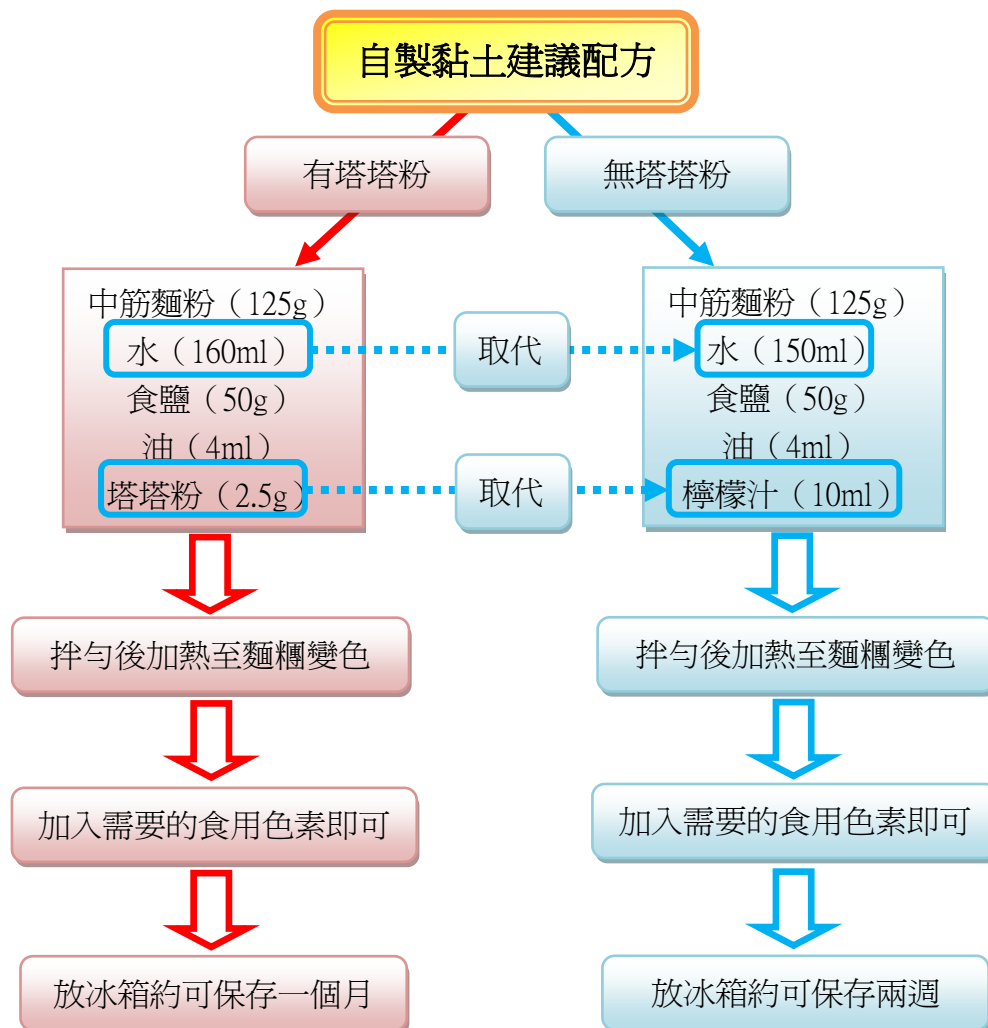 自製黏土建議配方
有塔塔粉
無塔塔粉
中筋麵粉（125g）
水（160ml）
食鹽（50g）
油（4ml）
塔塔粉（2.5g）
取代
取代
中筋麵粉（125g）
水（150ml）
食鹽（50g）
油（4ml）
檸檬汁（10ml）
拌勻後加熱至麵糰變色
拌勻後加熱至麵糰變色
加入需要的食用色素即可
加入需要的食用色素即可
放冰箱約可保存一個月
放冰箱約可保存兩週